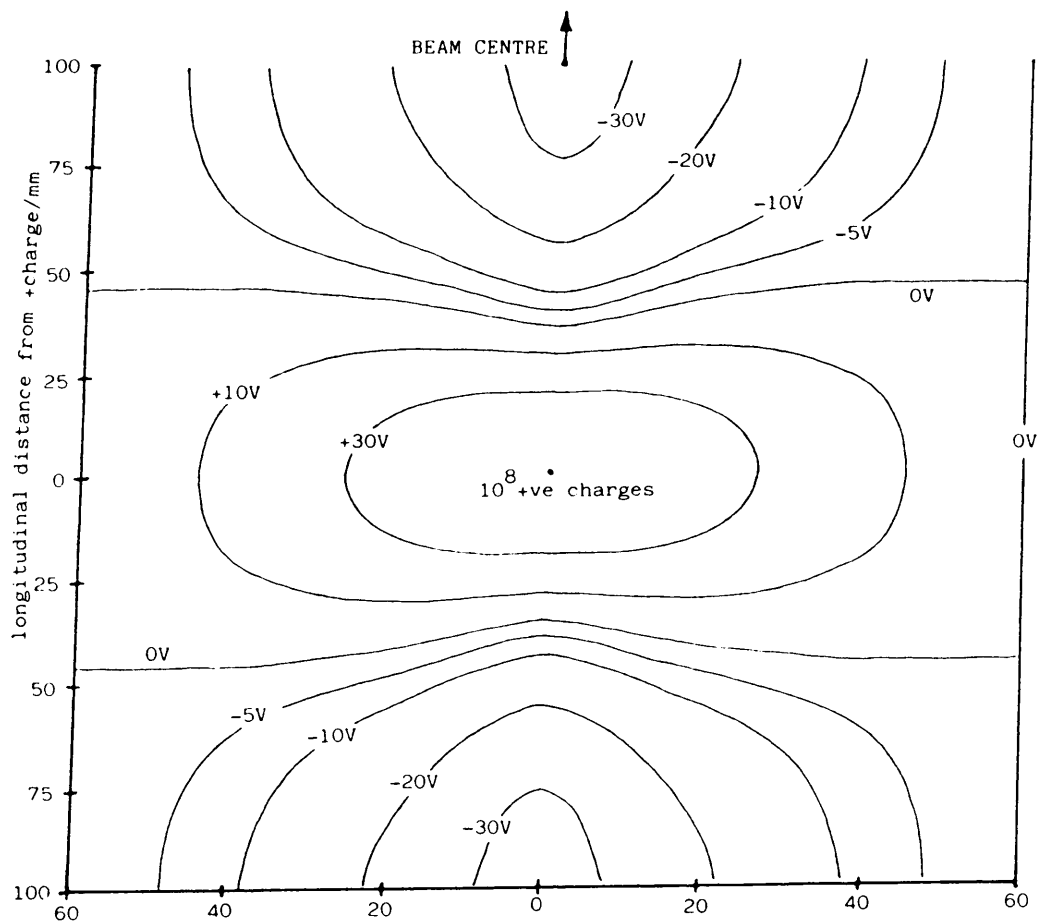 BEAM CENTRE
100
-30V
75
-20V
-10V
-5V
50
0V
25
+10V
+30V
0V
0
10⁸+ve charges
25
0V
50
-5V
-10V
-20V
75
-30V
100
60
40
20
0
20
40
60
longitudinal distance from +charge/mm